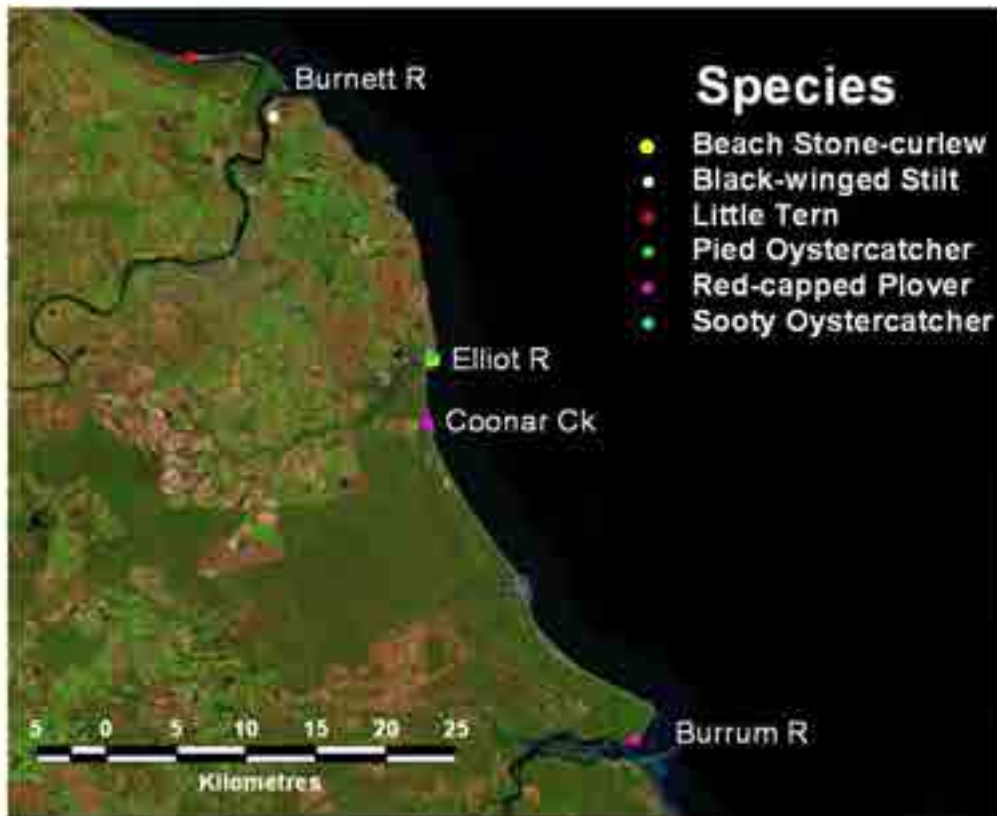 Burnett R
Species
Beach Stone-curlew
Black-winged Stilt
Little Tern
Pied Oystercatcher
Red-capped Plover
Sooty Oystercatcher
Elliot R
Coonar Ck
Burrum R
5 0 5 10 15 20 25
Kilometres